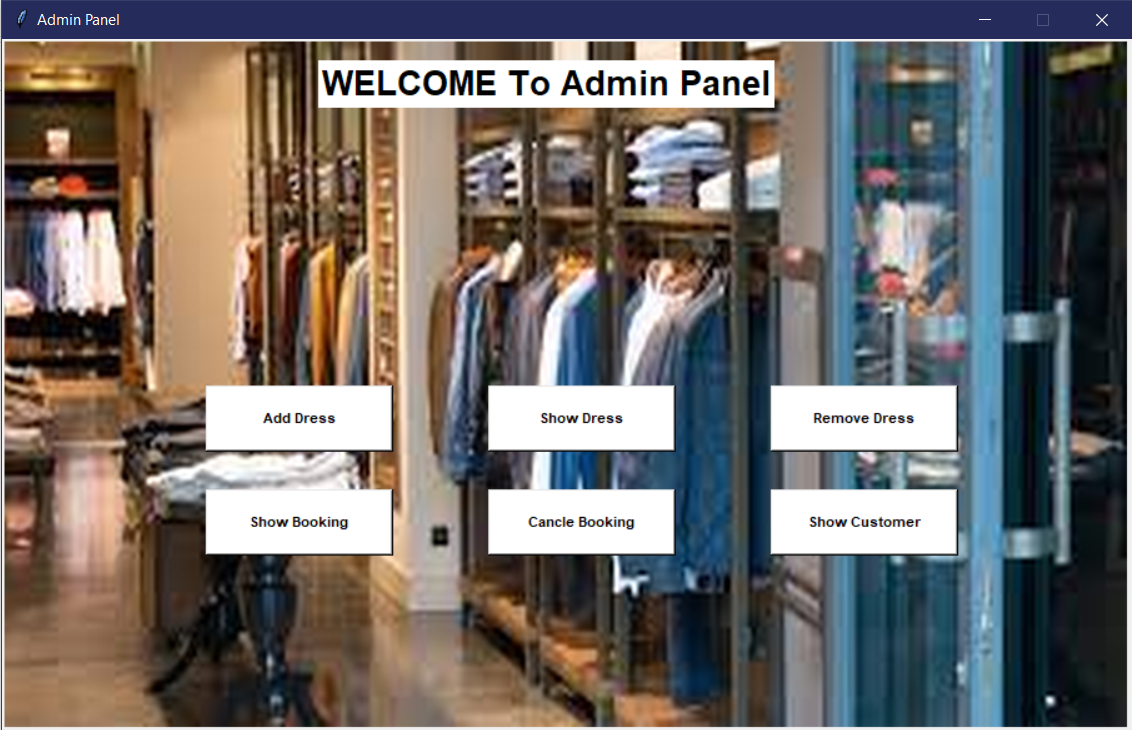 Admin Panel
WELCOME To Admin Panel
Add Dress
Show Dress
Remove Dress
Show Booking
Cancle Booking
Show Customer